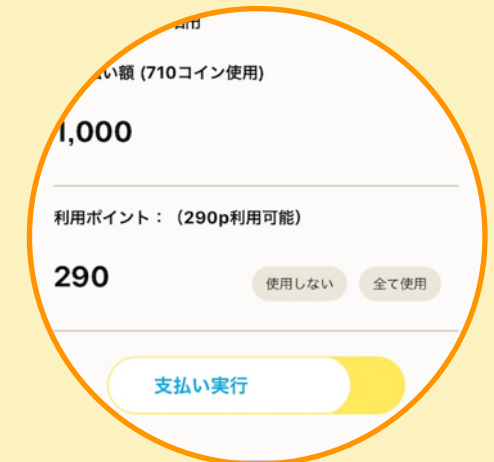 い額 (710コイン使用)
1,000
利用ポイント：（290p利用可能）
290
使用しない 全て使用
支払い実行